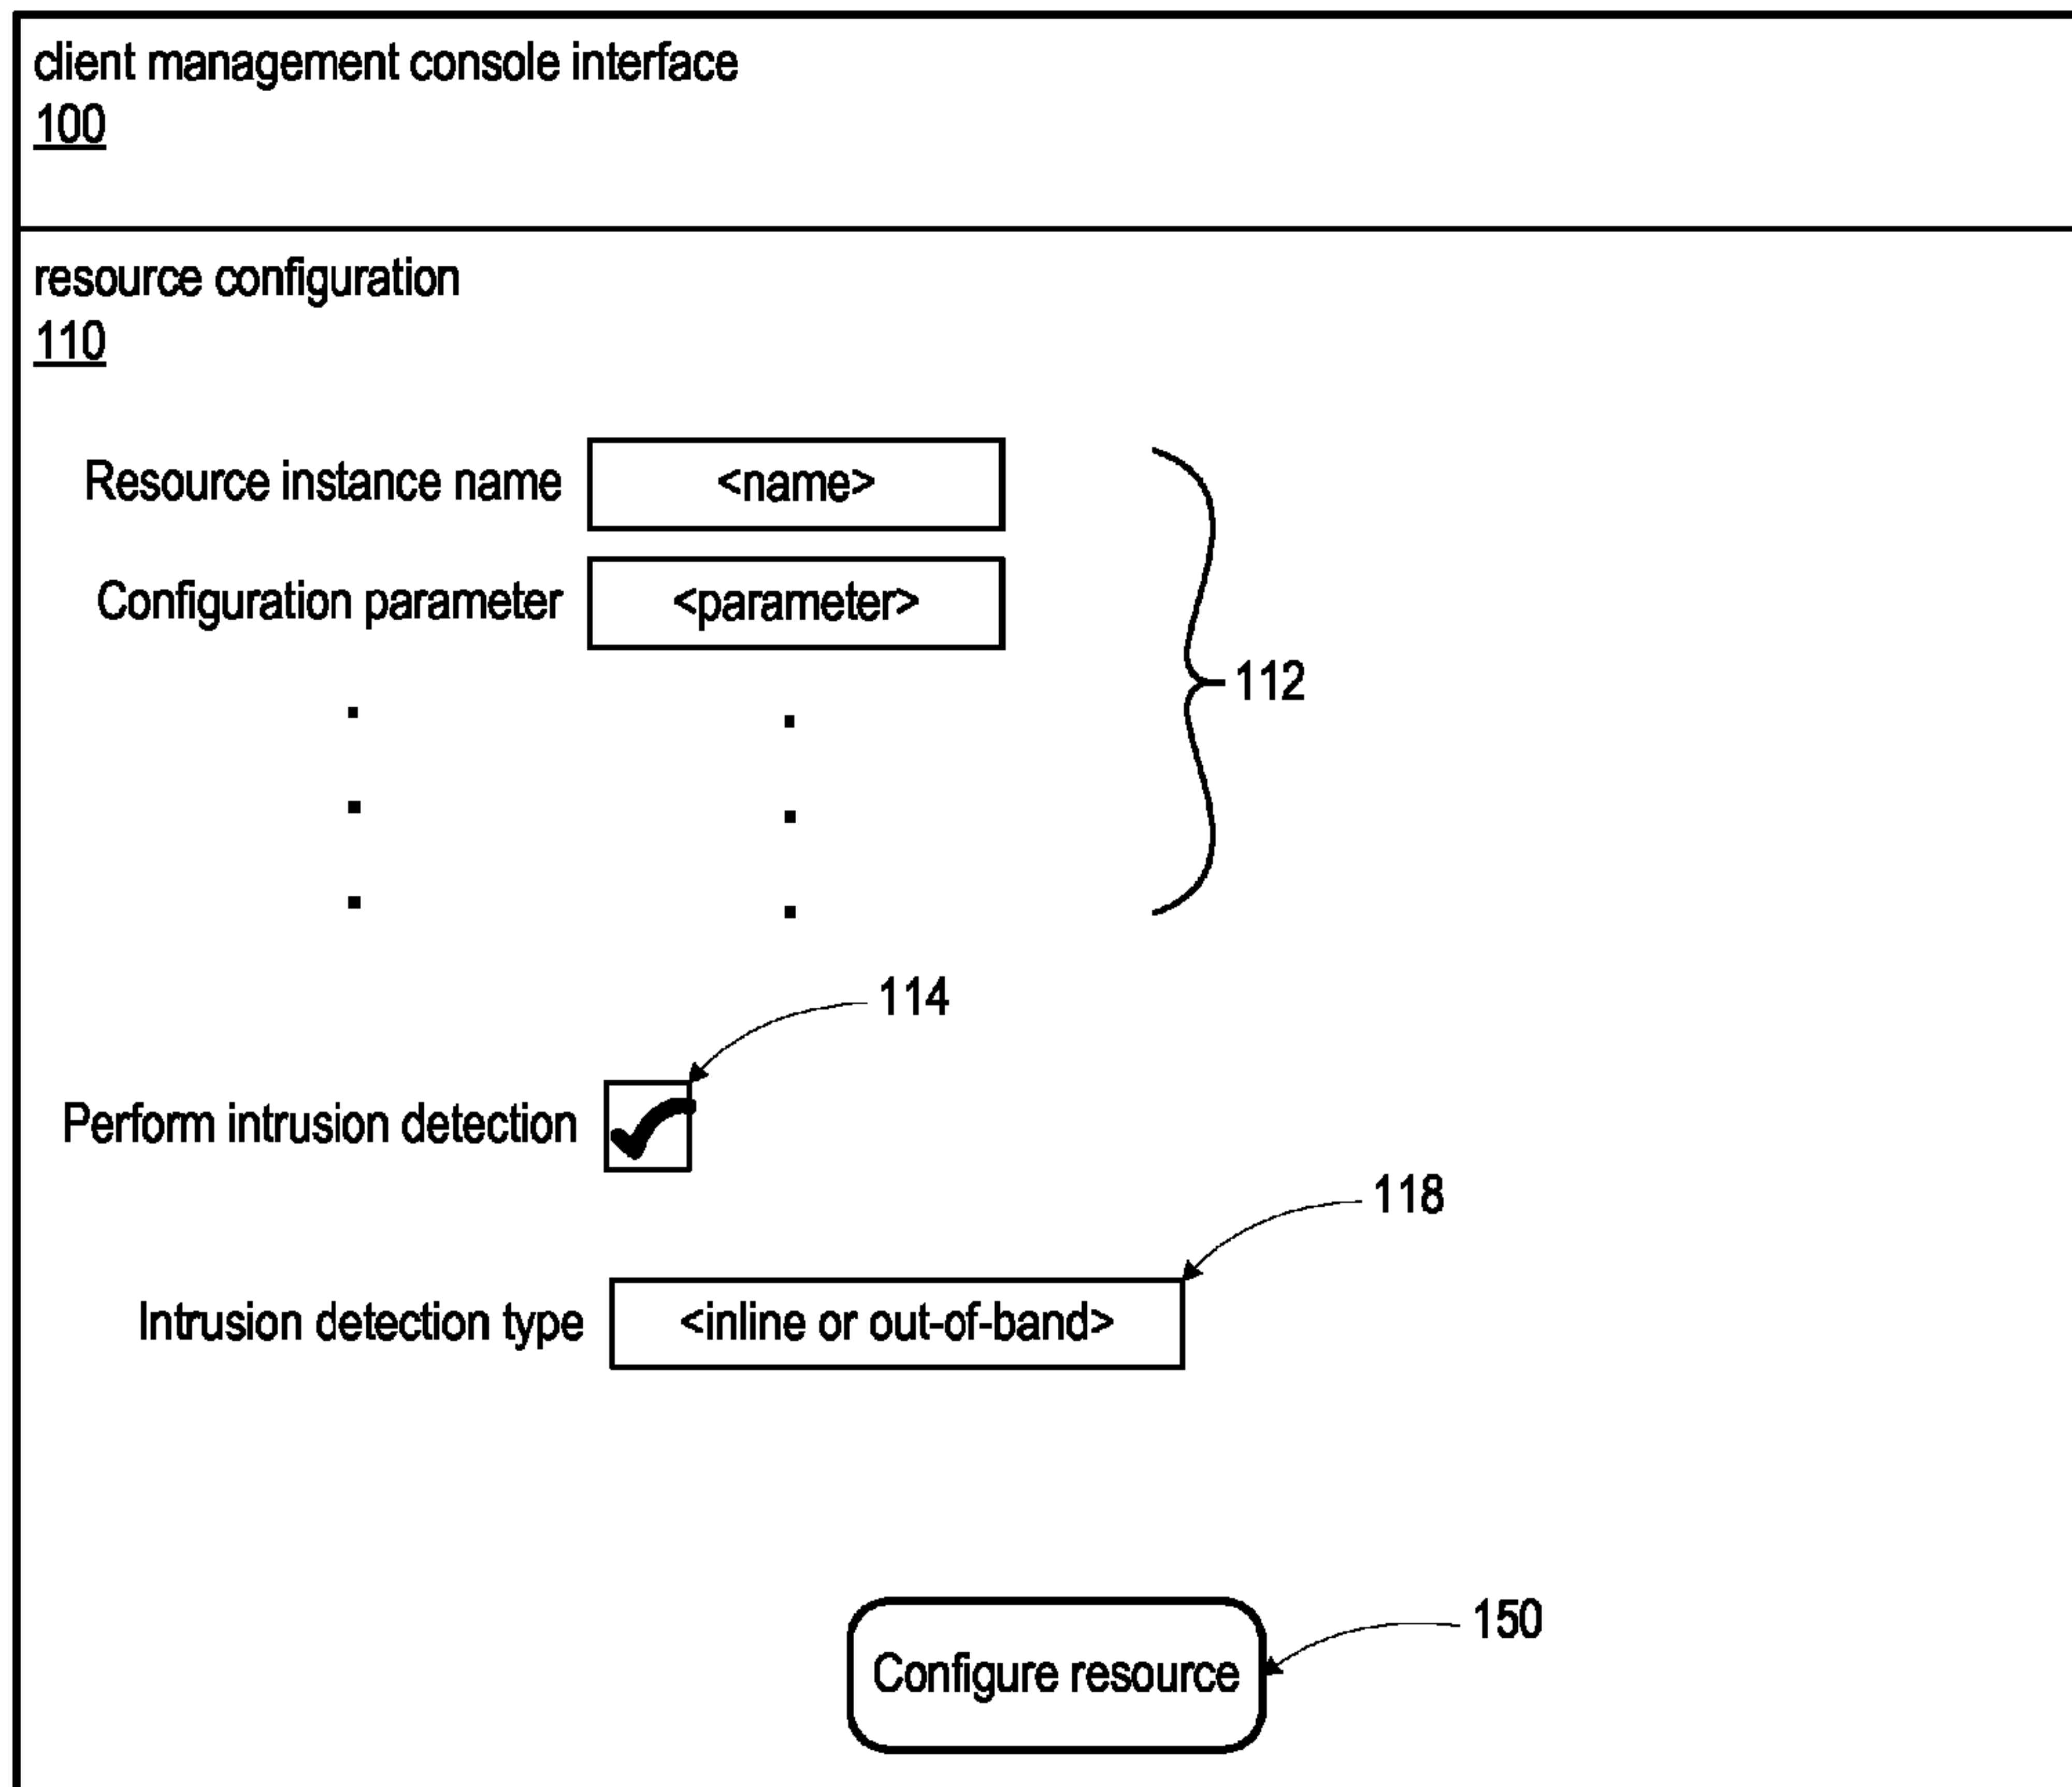 client management console interface
100
resource configuration
110
Resource instance name <name>
Configuration parameter <parameter>
112
114
Perform intrusion detection
118
Intrusion detection type <inline or out-of-band>
150
Configure resource